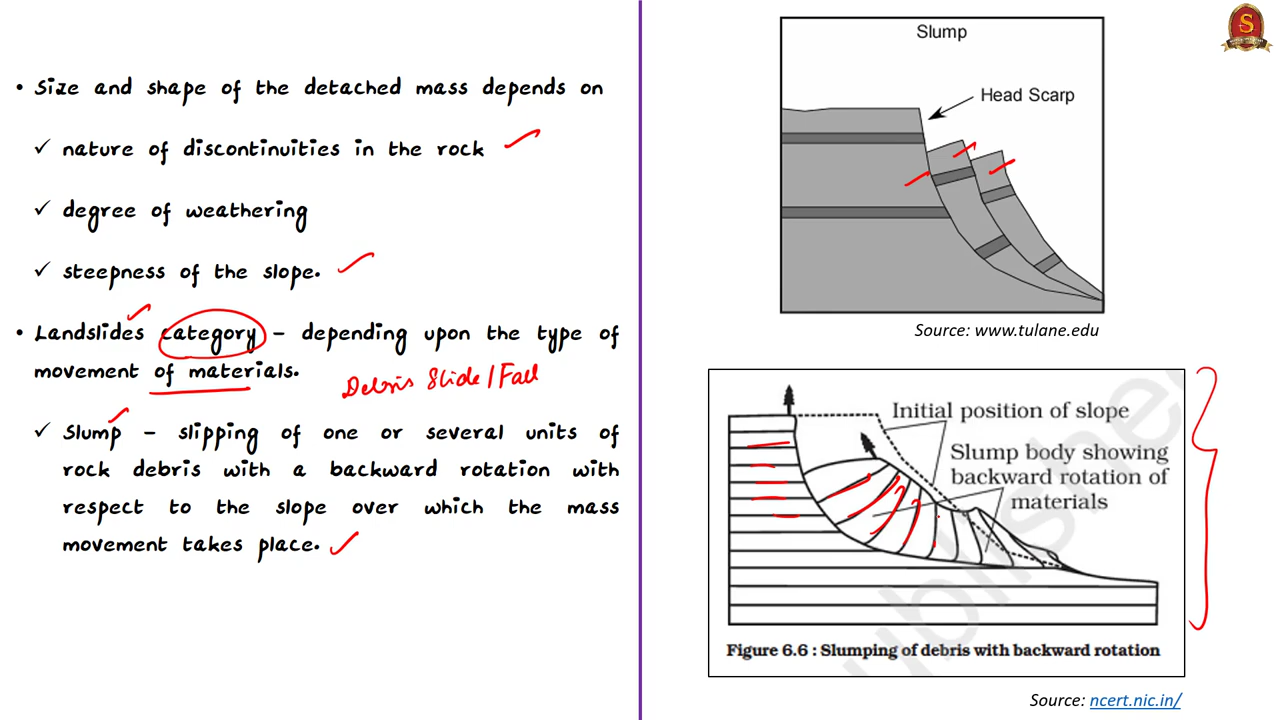 • Size and shape of the detached mass depends on
✓ nature of discontinuities in the rock
✓ degree of weathering
✓ steepness of the slope.
• Landslides category – depending upon the type of
movement of materials.
Debris Slide/Fall
✓ Slump – slipping of one or several units of
rock debris with a backward rotation with
respect to the slope over which the mass
movement takes place.
Slump
Head Scarp
Source: www.tulane.edu
Initial position of slope
Slump body showing
backward rotation of
materials
Figure 6.6 : Slumping of debris with backward rotation
Source: ncert.nic.in/
S